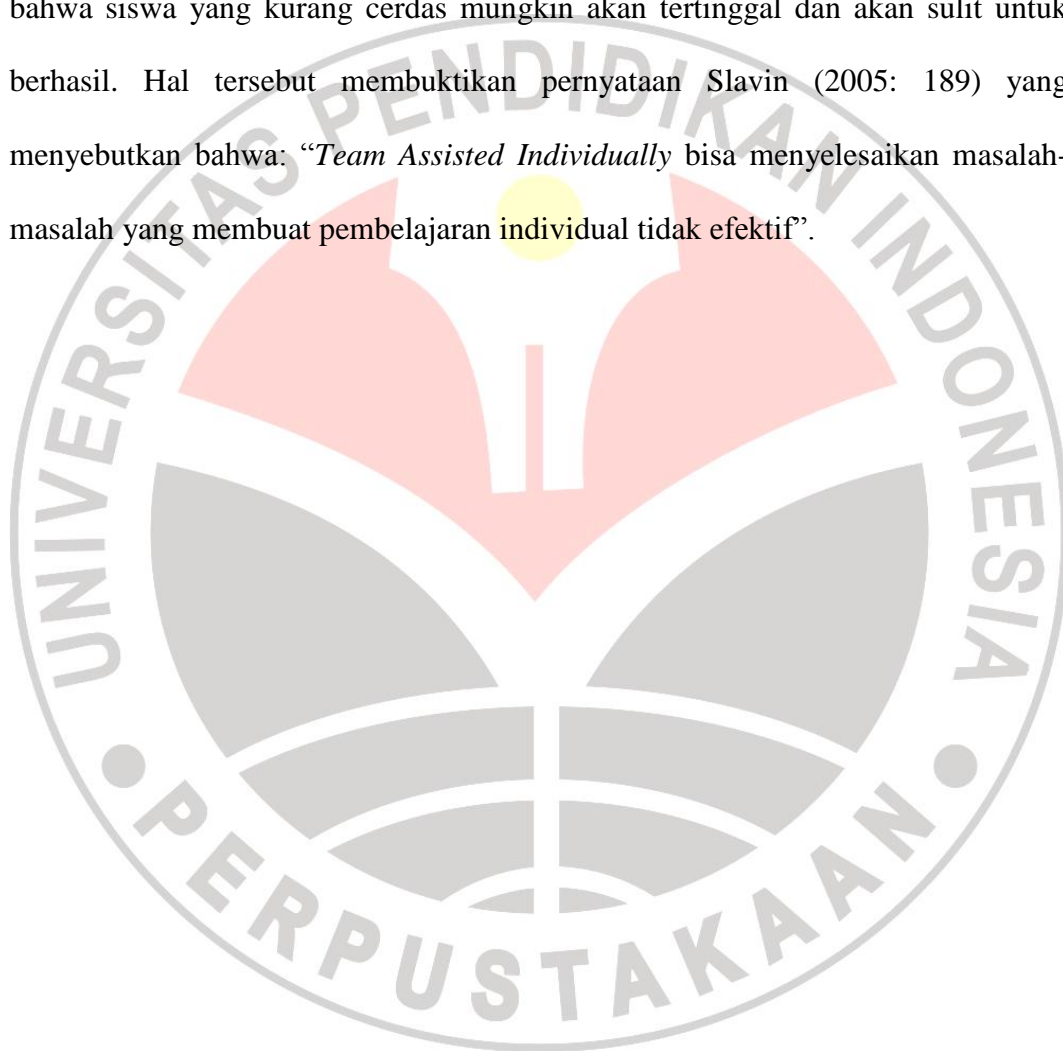 bahwa siswa yang kurang cerdas mungkin akan tertinggal dan akan sulit untuk
berhasil. Hal tersebut membuktikan pernyataan Slavin (2005: 189) yang
menyebutkan bahwa: “Team Assisted Individually bisa menyelesaikan masalah-
masalah yang membuat pembelajaran individual tidak efektif”.
UNIVERSITAS PENDIDIKAN INDONESIA
PERPUSTAKAAN